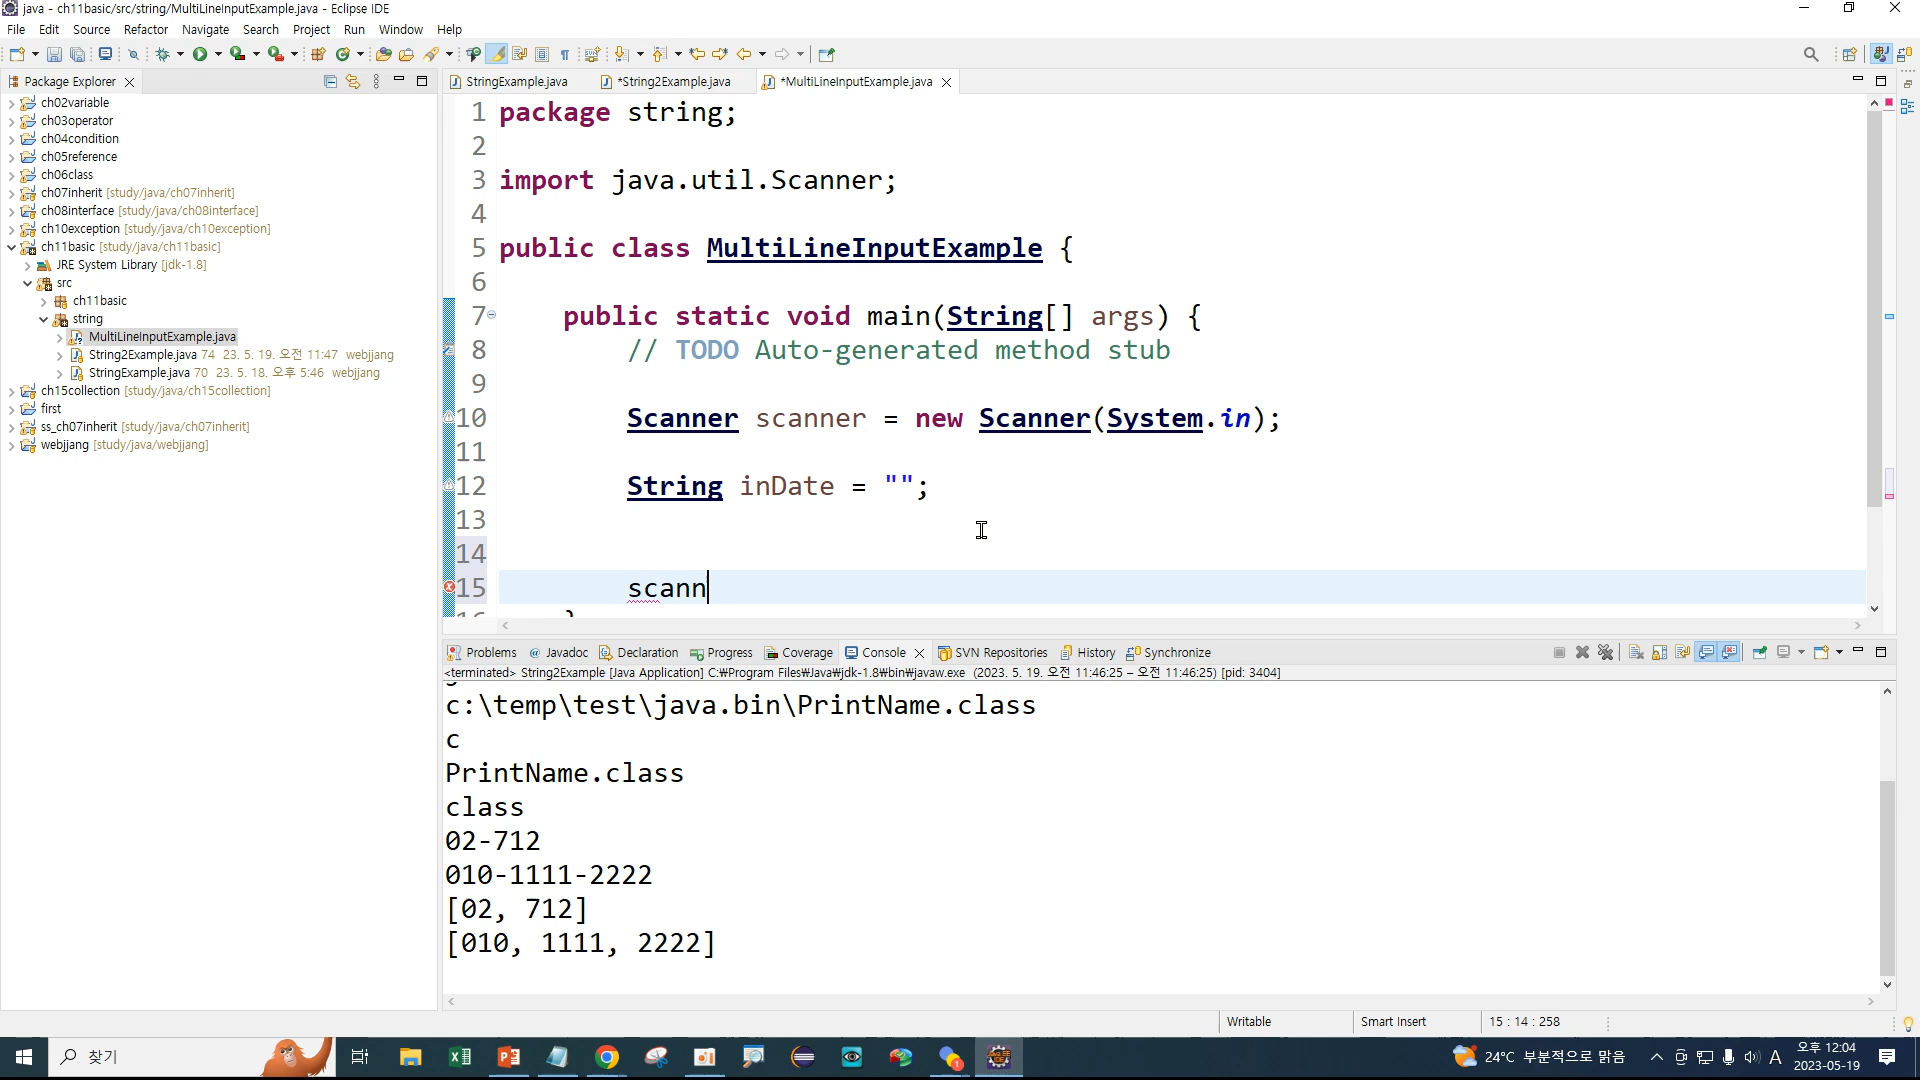 java - ch11basic/src/string/MultiLineInputExample.java - Eclipse IDE
File Edit Source Refactor Navigate Search Project Run Window Help
Package Explorer
StringExample.java *String2Example.java *MultiLineInputExample.java
ch02variable
ch03operator
ch04condition
ch05reference
ch06class
ch07inherit [study/java/ch07inherit]
ch08interface [study/java/ch08interface]
ch10exception [study/java/ch10exception]
ch11basic [study/java/ch11basic]
JRE System Library [jdk-1.8]
src
ch11basic
string
MultiLineInputExample.java
String2Example.java 74 23. 5. 19. 오전 11:47 webjjang
StringExample.java 70 23. 5. 18. 오후 5:46 webjjang
ch15collection [study/java/ch15collection]
first
ss_ch07inherit [study/java/ch07inherit]
webjjang [study/java/webjjang]
1 package string;
2
3 import java.util.Scanner;
4
5 public class MultiLineInputExample {
6
7 public static void main(String[] args) {
8 // TODO Auto-generated method stub
9
10 Scanner scanner = new Scanner(System.in);
11
12 String inDate = "";
13
14
15 scann
16 }
Problems @ Javadoc Declaration Progress Coverage Console SVN Repositories History Synchronize
<terminated> String2Example [Java Application] C:₩Program Files₩Java₩jdk-1.8₩bin₩javaw.exe (2023. 5. 19. 오전 11:46:25 – 오전 11:46:25) [pid: 3404]
c:\temp\test\java.bin\PrintName.class
c
PrintName.class
class
02-712
010-1111-2222
[02, 712]
[010, 1111, 2222]
Writable Smart Insert 15 : 14 : 258
찾기
24°C 부분적으로 맑음
A
오후 12:04
2023-05-19